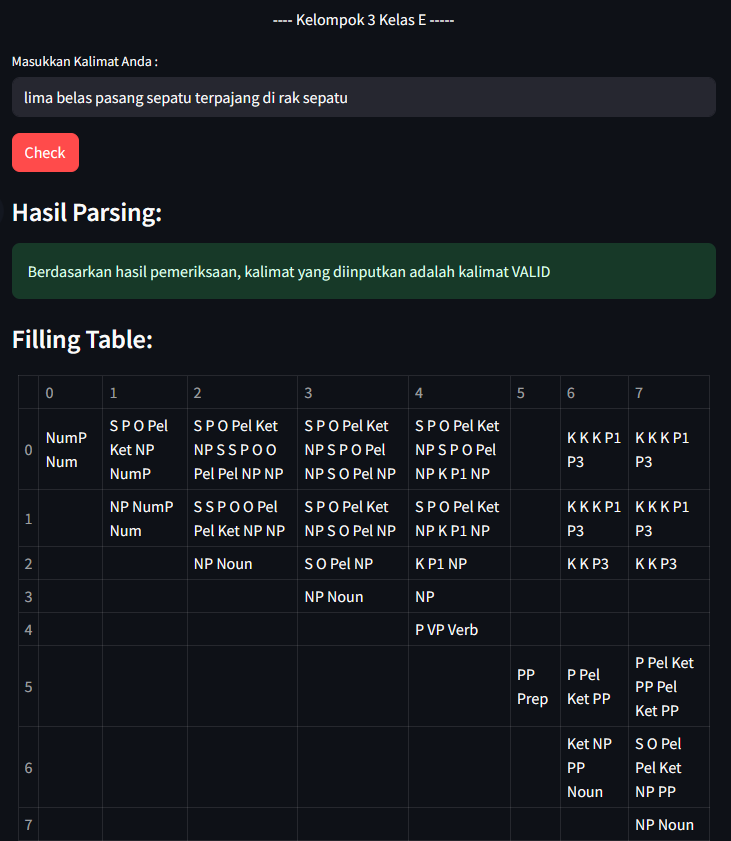 ---- Kelompok 3 Kelas E -----
Masukkan Kalimat Anda :
lima belas pasang sepatu terpajang di rak sepatu
Check
Hasil Parsing:
Berdasarkan hasil pemeriksaan, kalimat yang diinputkan adalah kalimat VALID
Filling Table:
0 1 2 3 4 5 6 7
S P O Pel S P O Pel Ket S P O Pel Ket S P O Pel Ket
0 NumP Num Ket NP NumP NP S S P O O Pel Pel NP NP NP S P O Pel NP S O Pel NP NP S P O Pel NP K P1 NP K K K P1 P3 K K K P1 P3
1 NP NumP Num S S P O O Pel Pel Ket NP NP S P O Pel Ket NP S O Pel NP S P O Pel Ket NP K P1 NP K K K P1 P3 K K K P1 P3
2 NP Noun S O Pel NP K P1 NP K K P3 K K P3
3 NP Noun NP
4 P VP Verb
5 PP Prep P Pel Ket PP P Pel Ket PP Pel Ket PP
6 Ket NP PP Noun S O Pel Pel Ket NP PP
7 NP Noun